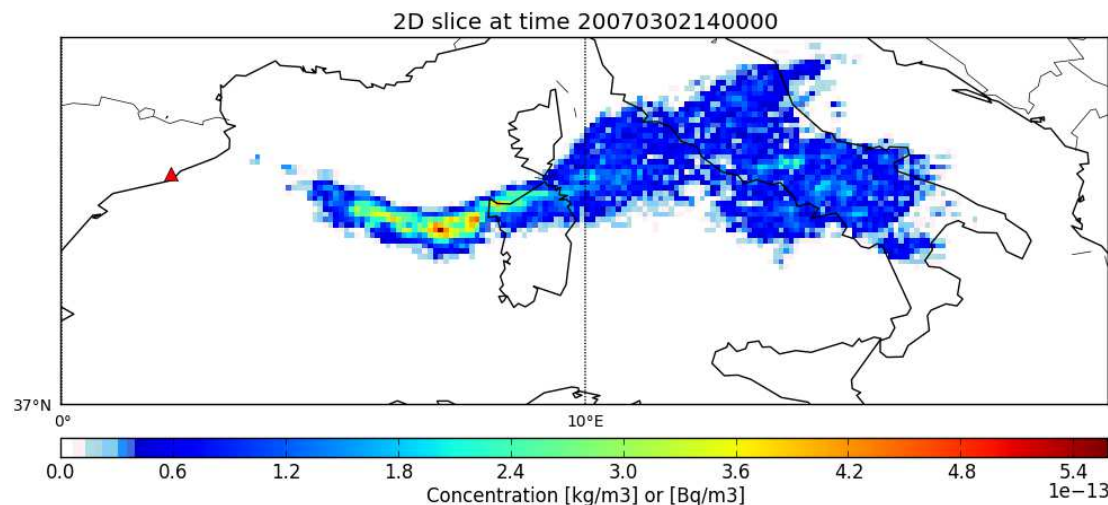 2D slice at time 20070302140000
37°N
0°
10°E
0.0 0.6 1.2 1.8 2.4 3.0 3.6 4.2 4.8 5.4
1e−13
Concentration [kg/m3] or [Bq/m3]